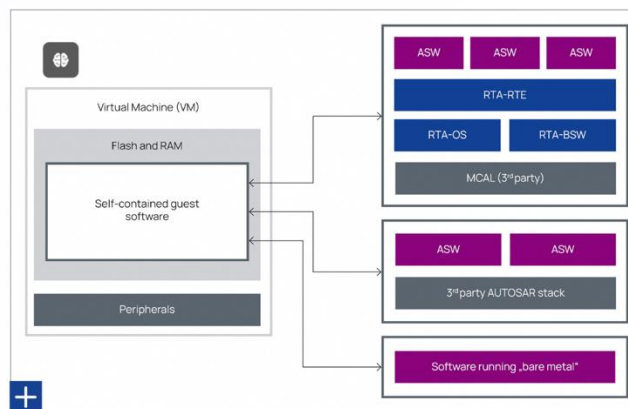 Virtual Machine (VM)
Flash and RAM
Self-contained guest
software
Peripherals
ASW ASW ASW
RTA-RTE
RTA-OS RTA-BSW
MCAL (3rd party)
ASW ASW
3rd party AUTOSAR stack
Software running „bare metal“